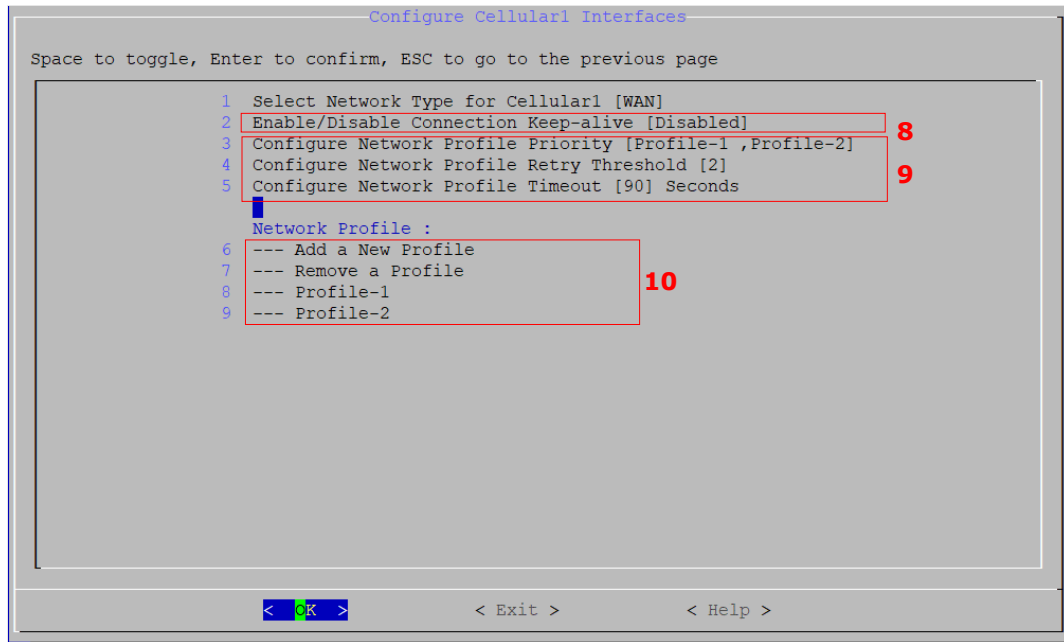 Configure Cellular1 Interfaces
Space to toggle, Enter to confirm, ESC to go to the previous page
1 Select Network Type for Cellular1 [WAN]
2 Enable/Disable Connection Keep-alive [Disabled]
8
3 Configure Network Profile Priority [Profile-1 ,Profile-2]
4 Configure Network Profile Retry Threshold [2]
9
5 Configure Network Profile Timeout [90] Seconds
Network Profile :
6 --- Add a New Profile
7 --- Remove a Profile
10
8 --- Profile-1
9 --- Profile-2
< OK > < Exit > < Help >